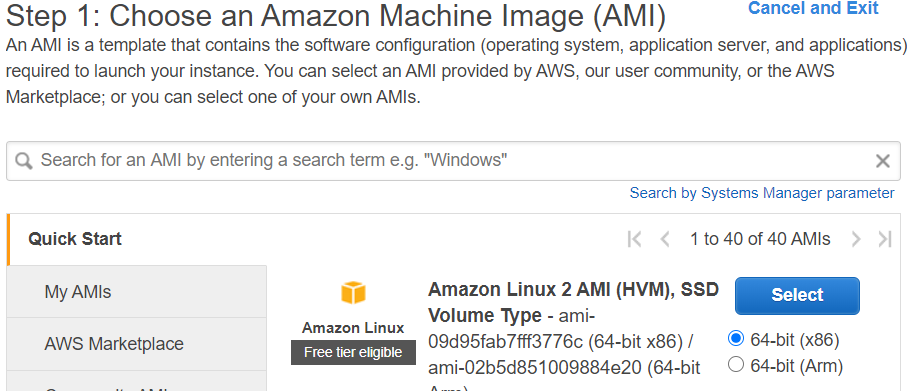 Step 1: Choose an Amazon Machine Image (AMI)
Cancel and Exit
An AMI is a template that contains the software configuration (operating system, application server, and applications)
required to launch your instance. You can select an AMI provided by AWS, our user community, or the AWS
Marketplace; or you can select one of your own AMIs.
Search for an AMI by entering a search term e.g. "Windows"
Search by Systems Manager parameter
Quick Start
1 to 40 of 40 AMIs
My AMIs
AWS Marketplace
Amazon Linux
Free tier eligible
Amazon Linux 2 AMI (HVM), SSD
Volume Type - ami-
09d95fab7fff3776c (64-bit x86) /
ami-02b5d851009884e20 (64-bit
Select
64-bit (x86)
64-bit (Arm)